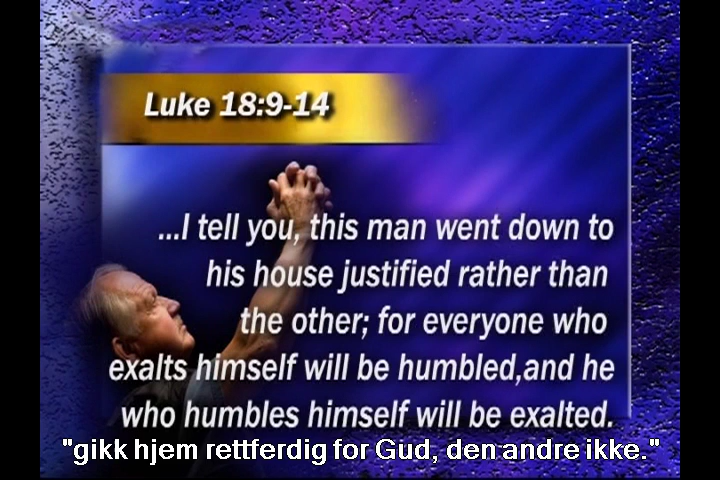 Luke 18:9-14
...I tell you, this man went down to
his house justified rather than
the other; for everyone who
exalts himself will be humbled,and he
who humbles himself will be exalted.
"gikk hjem rettferdig for Gud, den andre ikke."